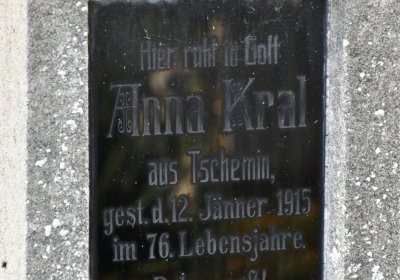 Hier ruht in Gott
Anna Kral
aus Tschemin,
gest. d. 12. Jänner 1915
im 76. Lebensjahre.